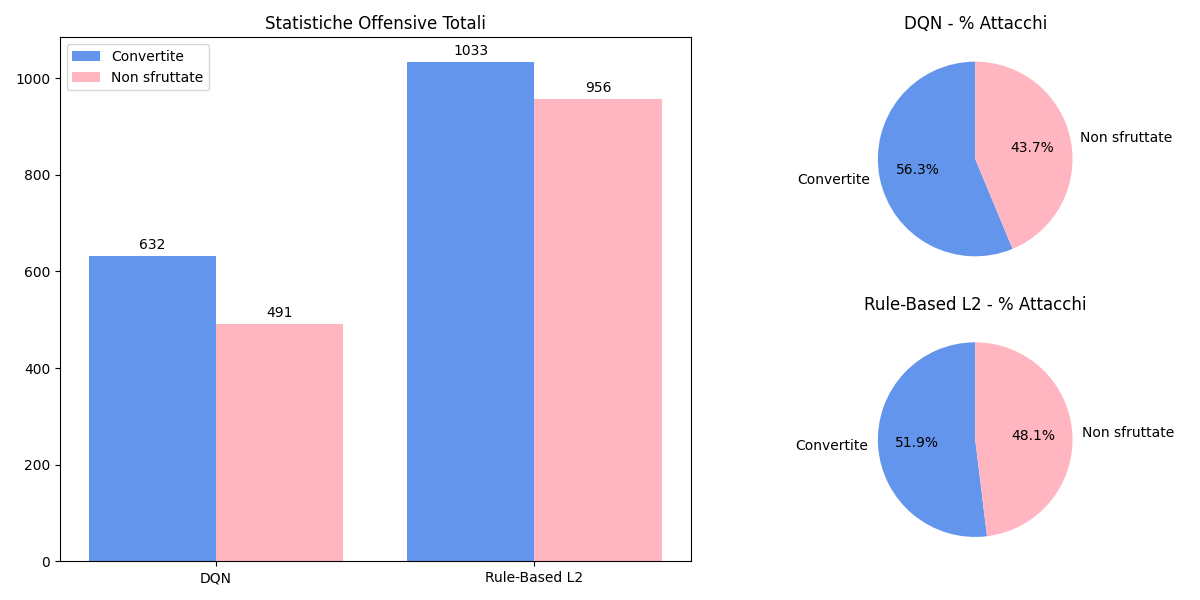 Statistiche Offensive Totali
Convertite
Non sfruttate
1000
800
600
400
200
0
632
491
1033
956
DQN
Rule-Based L2
DQN - % Attacchi
Convertite
56.3%
43.7%
Non sfruttate
Rule-Based L2 - % Attacchi
Convertite
51.9%
48.1%
Non sfruttate